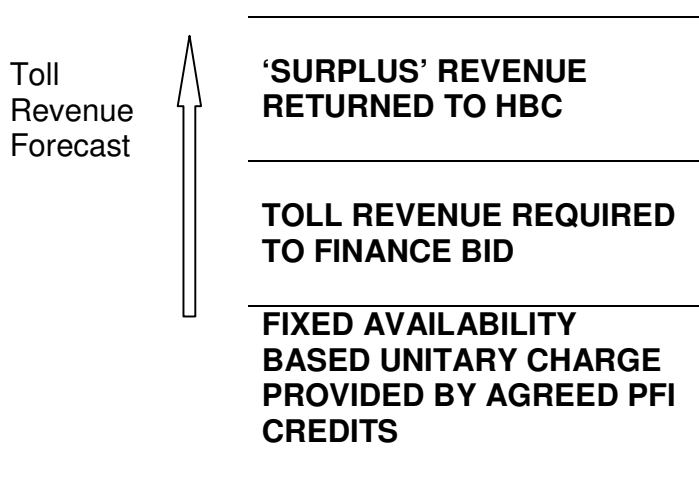 Toll
Revenue
Forecast
‘SURPLUS’ REVENUE
RETURNED TO HBC
TOLL REVENUE REQUIRED
TO FINANCE BID
FIXED AVAILABILITY
BASED UNITARY CHARGE
PROVIDED BY AGREED PFI
CREDITS